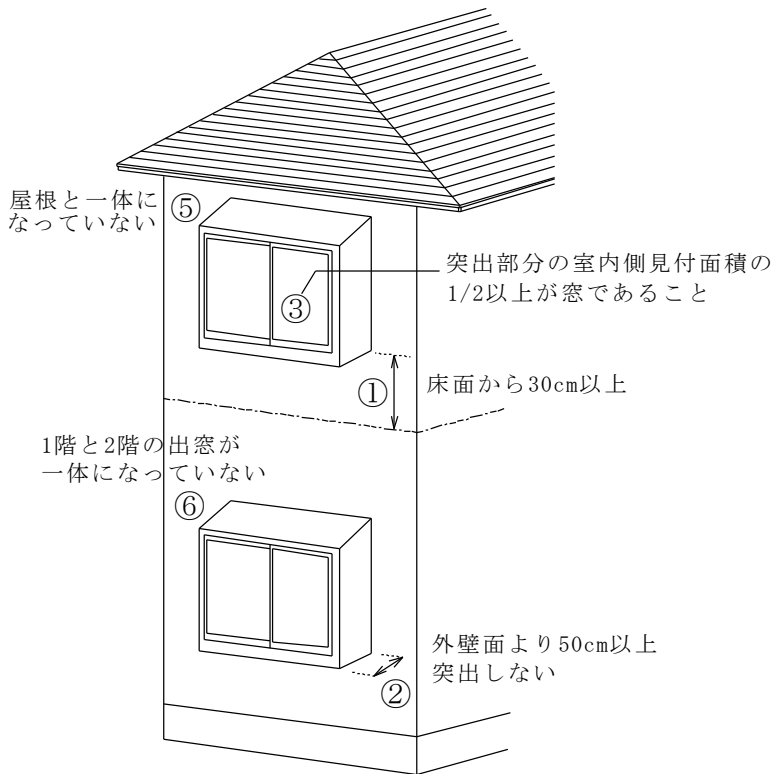 屋根と一体に
なっていない
⑤
突出部分の室内側見付面積の
1/2以上が窓であること
③
①
床面から30cm以上
1階と2階の出窓が
一体になっていない
⑥
外壁面より50cm以上
突出しない
②